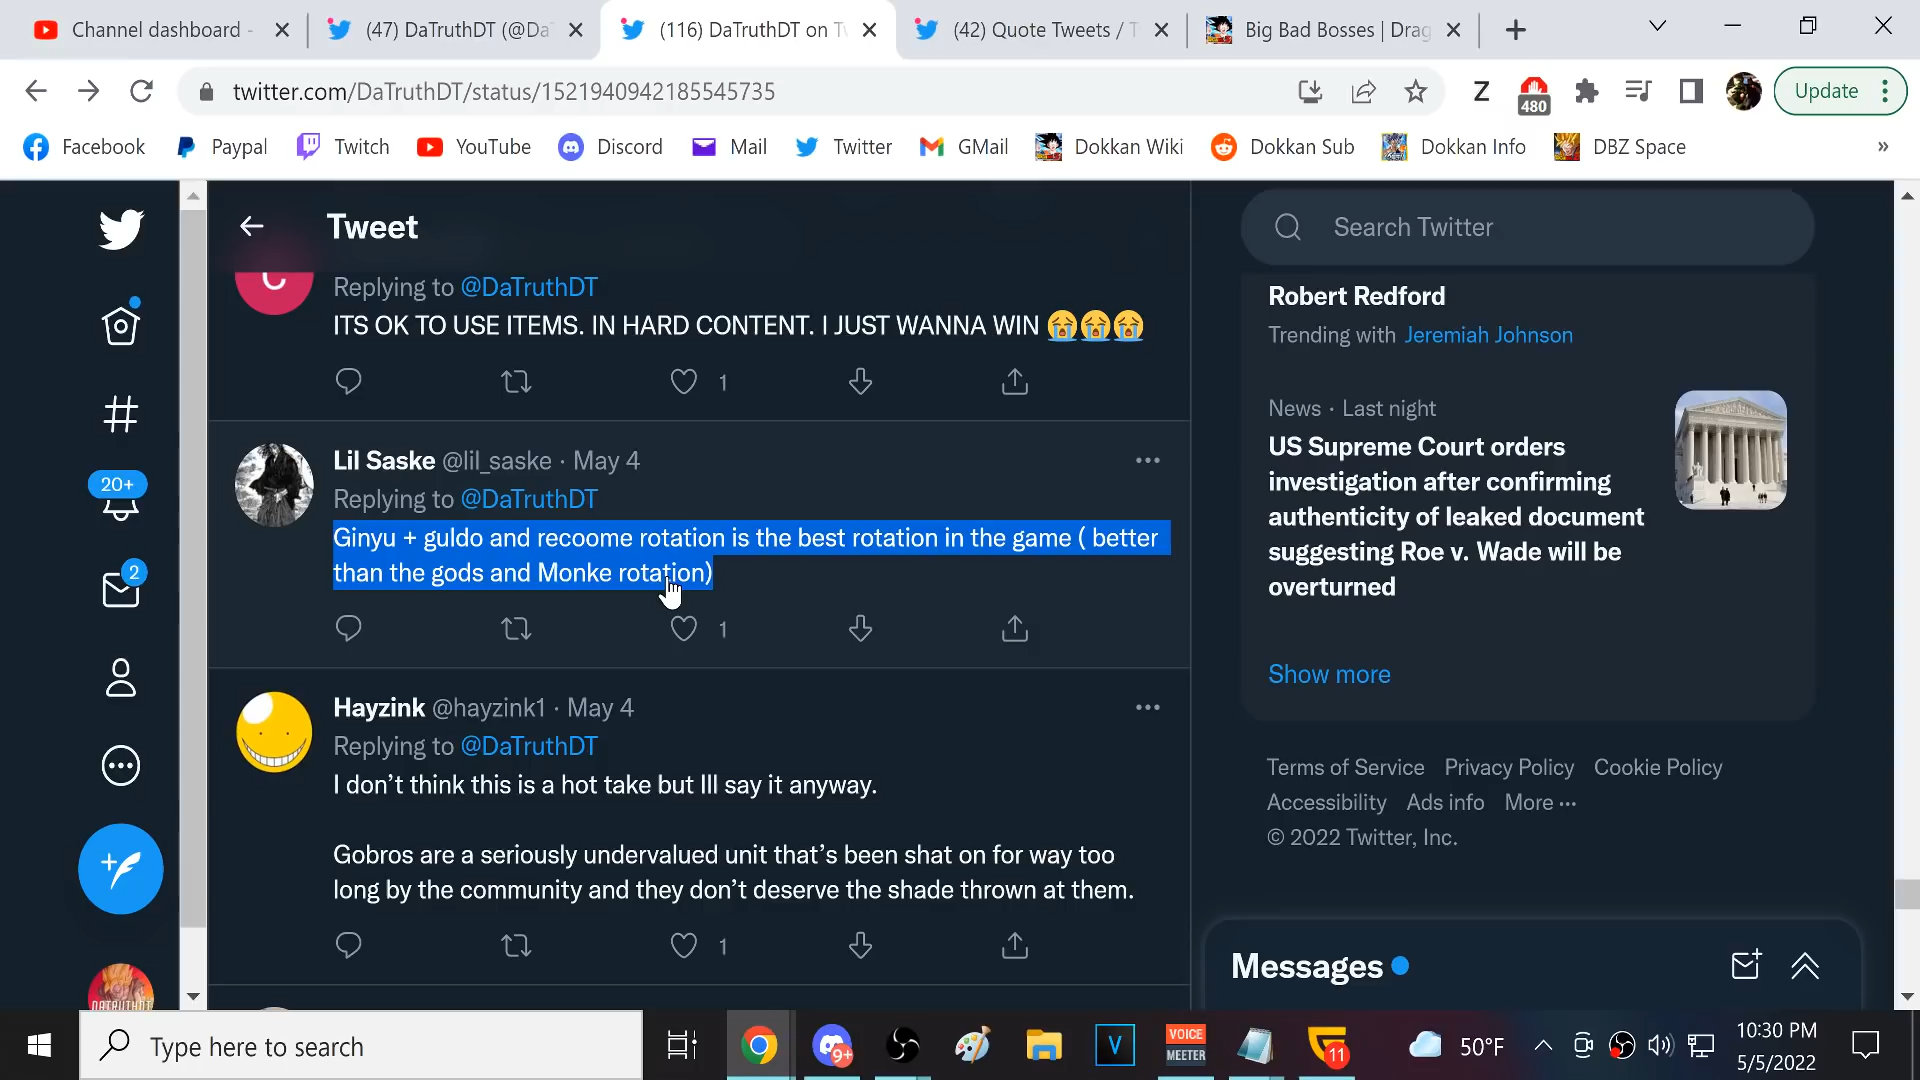 Channel dashboard -
(47) DaTruthDT (@Da
(116) DaTruthDT on Tw
(42) Quote Tweets / T
Big Bad Bosses | Drag
twitter.com/DaTruthDT/status/1521940942185545735
Z
480
Update
Facebook
Paypal
Twitch
YouTube
Discord
Mail
Twitter
GMail
Dokkan Wiki
Dokkan Sub
Dokkan Info
DBZ Space
»
Tweet
Search Twitter
C
Replying to @DaTruthDT
ITS OK TO USE ITEMS. IN HARD CONTENT. I JUST WANNA WIN 😭😭😭
1
Lil Saske @lil_saske · May 4
Replying to @DaTruthDT
Ginyu + guldo and recoome rotation is the best rotation in the game ( better
than the gods and Monke rotation)
1
Hayzink @hayzink1 · May 4
Replying to @DaTruthDT
I don't think this is a hot take but Ill say it anyway.
Gobros are a seriously undervalued unit that's been shat on for way too
long by the community and they don't deserve the shade thrown at them.
1
20+
2
DATRUTHDT
Robert Redford
Trending with Jeremiah Johnson
News · Last night
US Supreme Court orders
investigation after confirming
authenticity of leaked document
suggesting Roe v. Wade will be
overturned
Show more
Terms of Service Privacy Policy Cookie Policy
Accessibility Ads info More ···
© 2022 Twitter, Inc.
Messages
Type here to search
9+
V
VOICE
MEETER
11
50°F
10:30 PM
5/5/2022